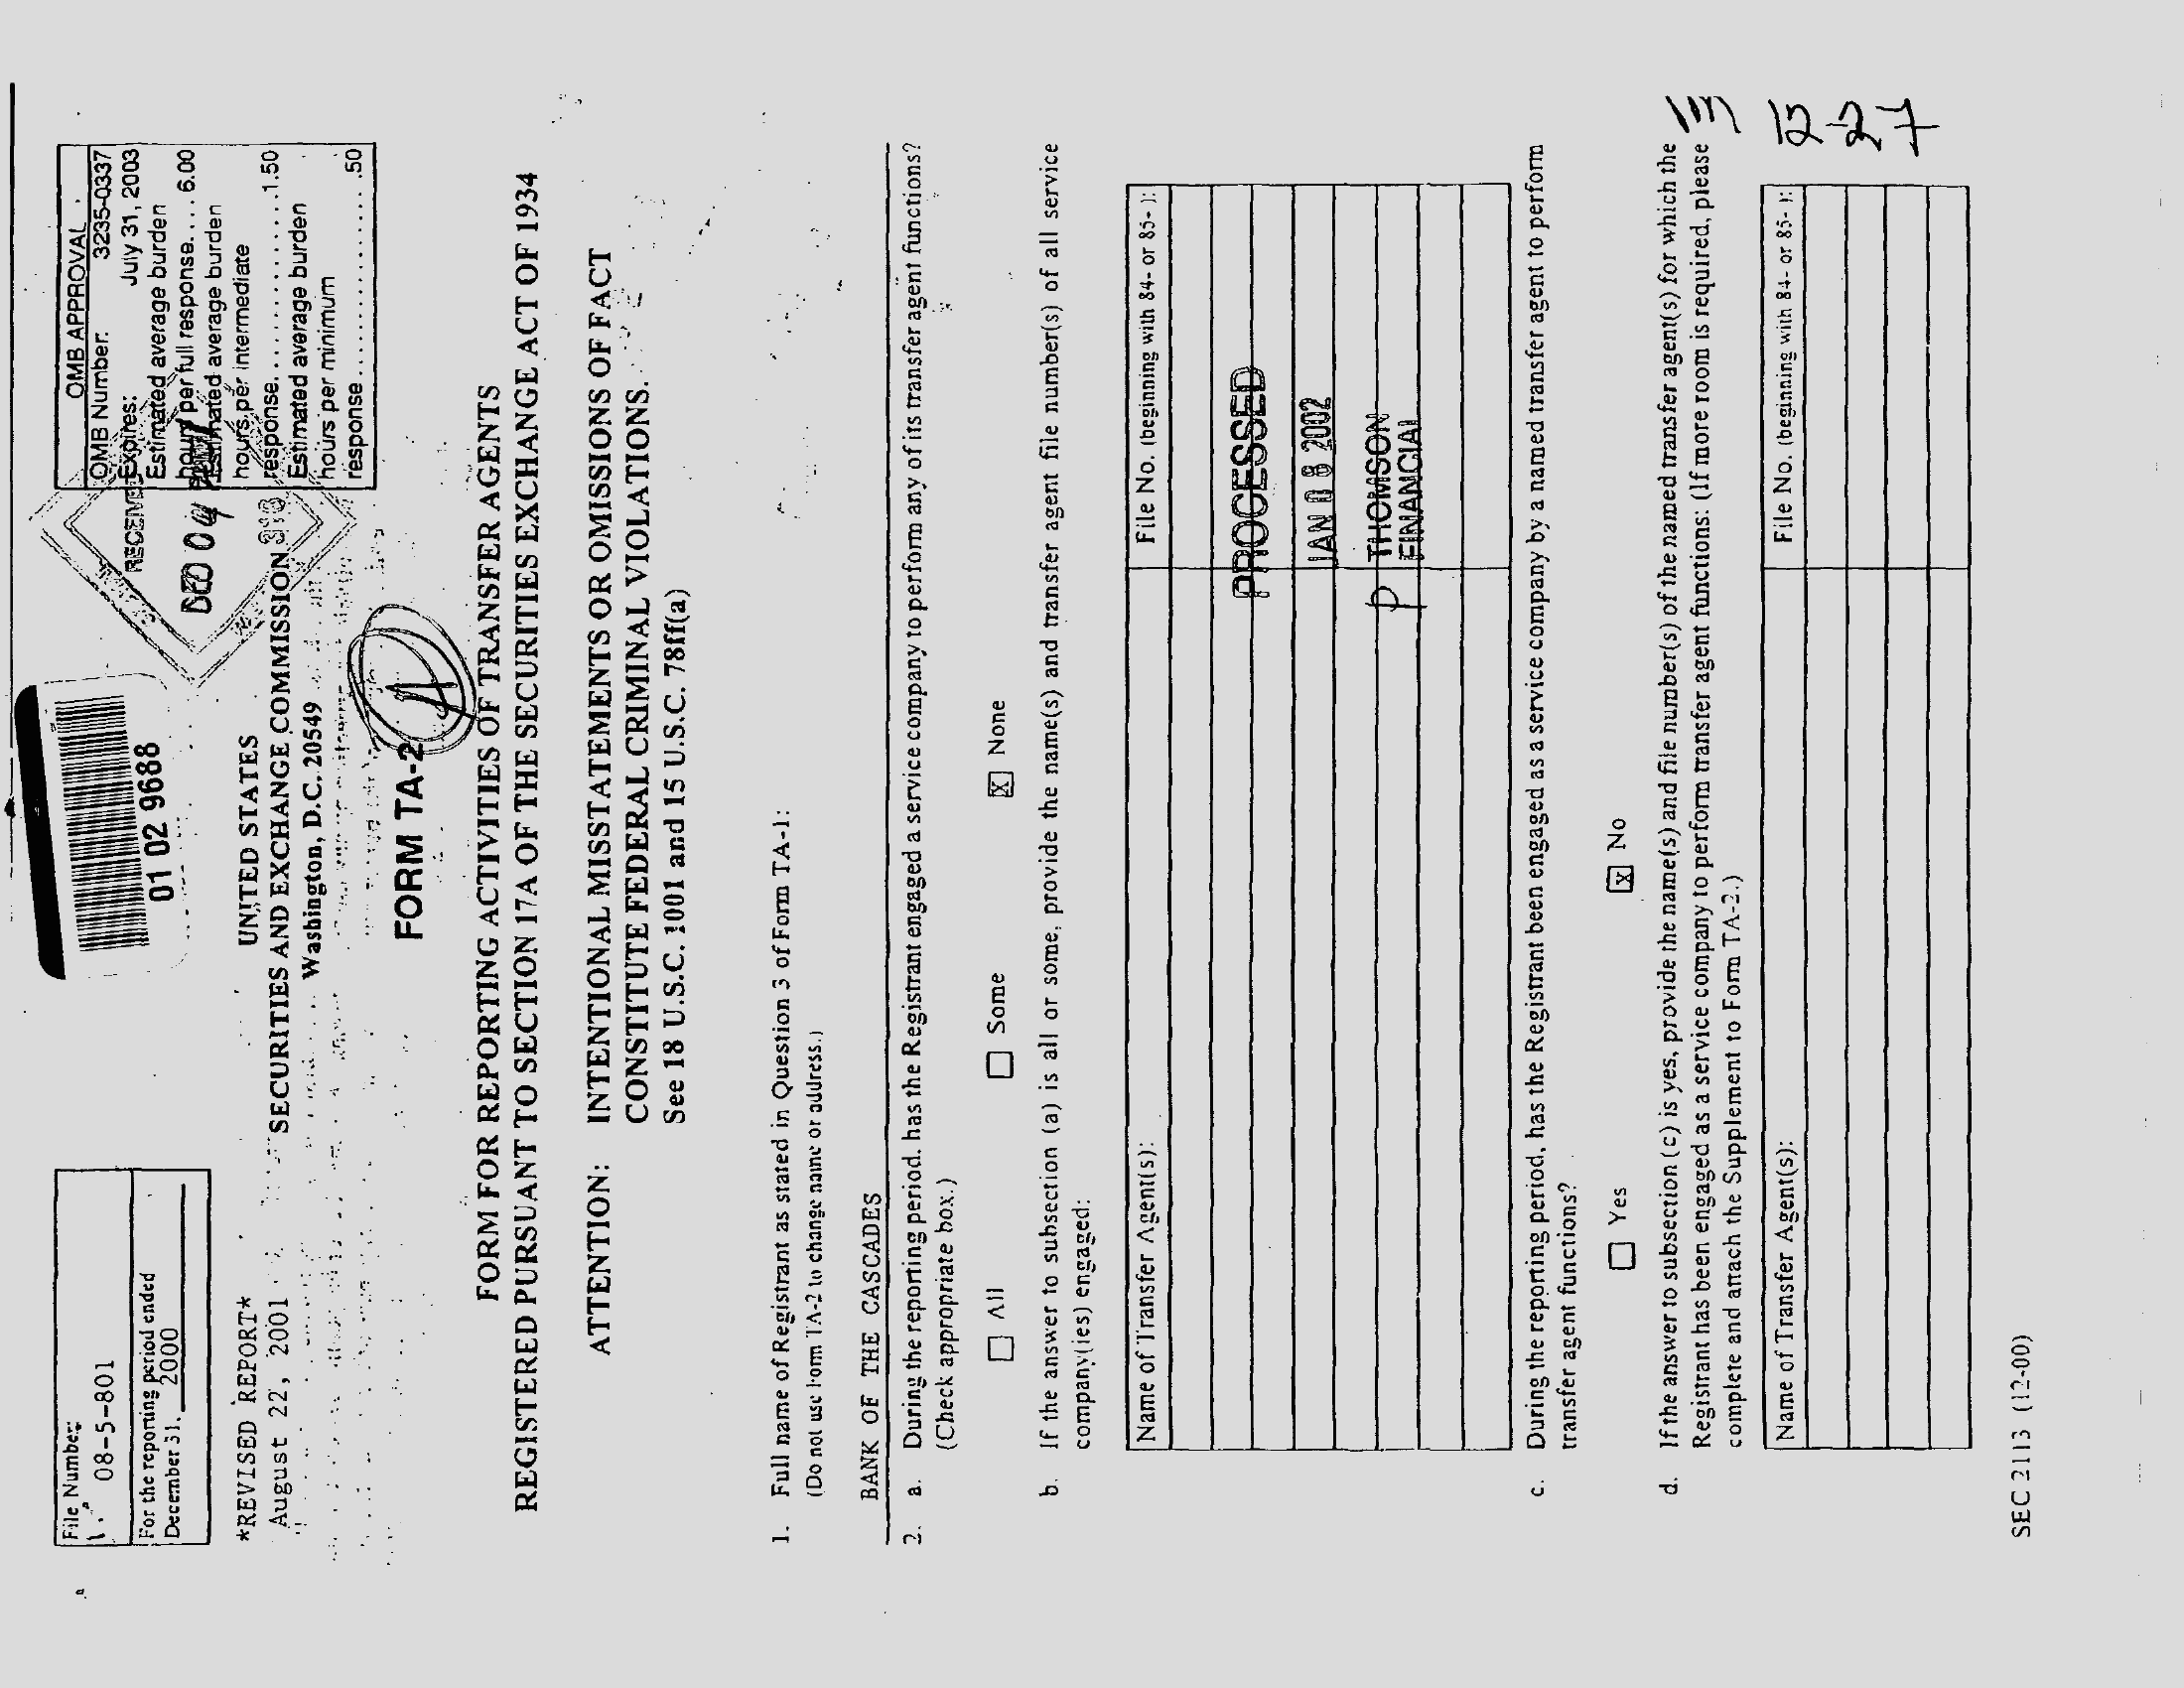 File Number:
08-5-801
For the reporting period ended
December 31, 2000
01 02 9688
OMB APPROVAL
OMB Number: 3235-0337
Expires: July 31, 2003
Estimated average burden
hours per full response. . . . 6.00
Estimated average burden
hours per intermediate
response. . . . . . . . . . . . . . .1.50
Estimated average burden
hours per minimum
response . . . . . . . . . . . . . . .50
RECEIVED
*REVISED REPORT*
August 22, 2001
UNITED STATES
SECURITIES AND EXCHANGE COMMISSION
Washington, D.C. 20549
FORM TA-2
FORM FOR REPORTING ACTIVITIES OF TRANSFER AGENTS
REGISTERED PURSUANT TO SECTION 17A OF THE SECURITIES EXCHANGE ACT OF 1934
ATTENTION: INTENTIONAL MISSTATEMENTS OR OMISSIONS OF FACT
CONSTITUTE FEDERAL CRIMINAL VIOLATIONS.
See 18 U.S.C. 1001 and 15 U.S.C. 78ff(a)
1. Full name of Registrant as stated in Question 3 of Form TA-1:
(Do not use Form TA-2 to change name or address.)
BANK OF THE CASCADES
2. a. During the reporting period, has the Registrant engaged a service company to perform any of its transfer agent functions?
(Check appropriate box.)
☐ All ☐ Some ☒ None
b. If the answer to subsection (a) is all or some, provide the name(s) and transfer agent file number(s) of all service
company(ies) engaged:
Name of Transfer Agent(s): File No. (beginning with 84- or 85- ):
PROCESSED
JAN 08 2002
P THOMSON
FINANCIAL
c. During the reporting period, has the Registrant been engaged as a service company by a named transfer agent to perform
transfer agent functions?
☐ Yes ☒ No
d. If the answer to subsection (c) is yes, provide the name(s) and file number(s) of the named transfer agent(s) for which the
Registrant has been engaged as a service company to perform transfer agent functions: (If more room is required, please
complete and attach the Supplement to Form TA-2.)
Name of Transfer Agent(s): File No. (beginning with 84- or 85- ):
12-27
SEC 2113 (12-00)